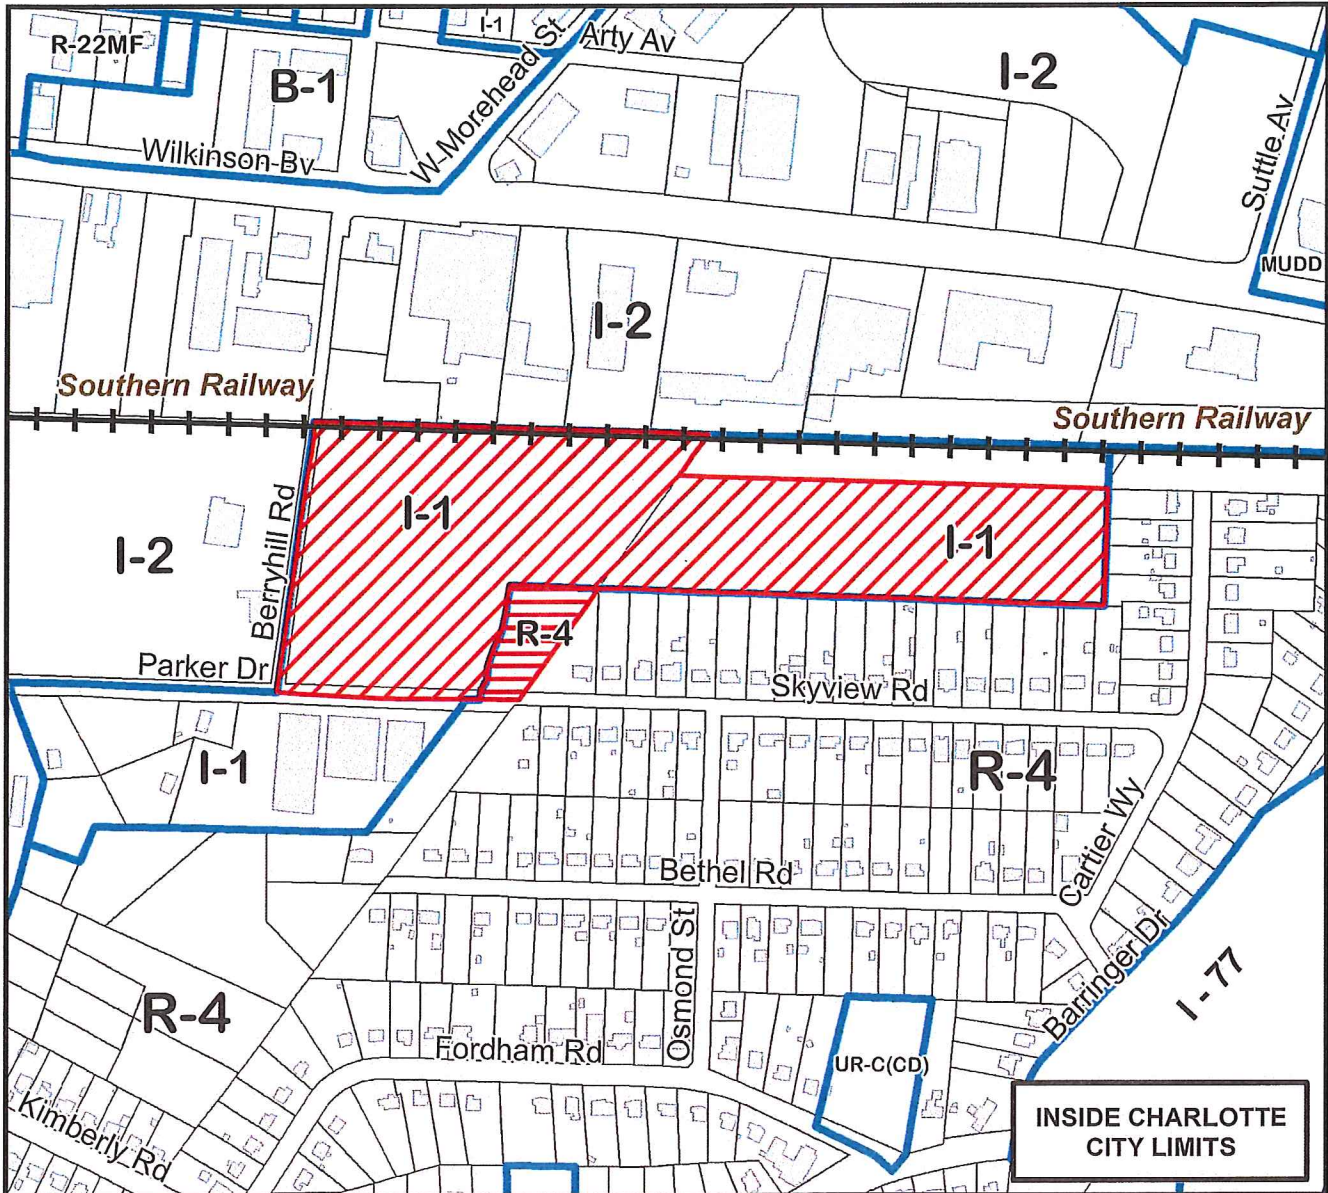 R-22MF
I-1
Arty Av
B-1
I-2
W Morehead St
Suttle Av
Wilkinson Bv
MUDD
I-2
Southern Railway
Southern Railway
I-1
I-1
I-2
Berryhill Rd
R-4
Parker Dr
Skyview Rd
I-1
R-4
Cartier Wy
Bethel Rd
Osmond St
Barringer Dr
I - 77
R-4
Fordham Rd
UR-C(CD)
Kimberly Rd
INSIDE CHARLOTTE
CITY LIMITS